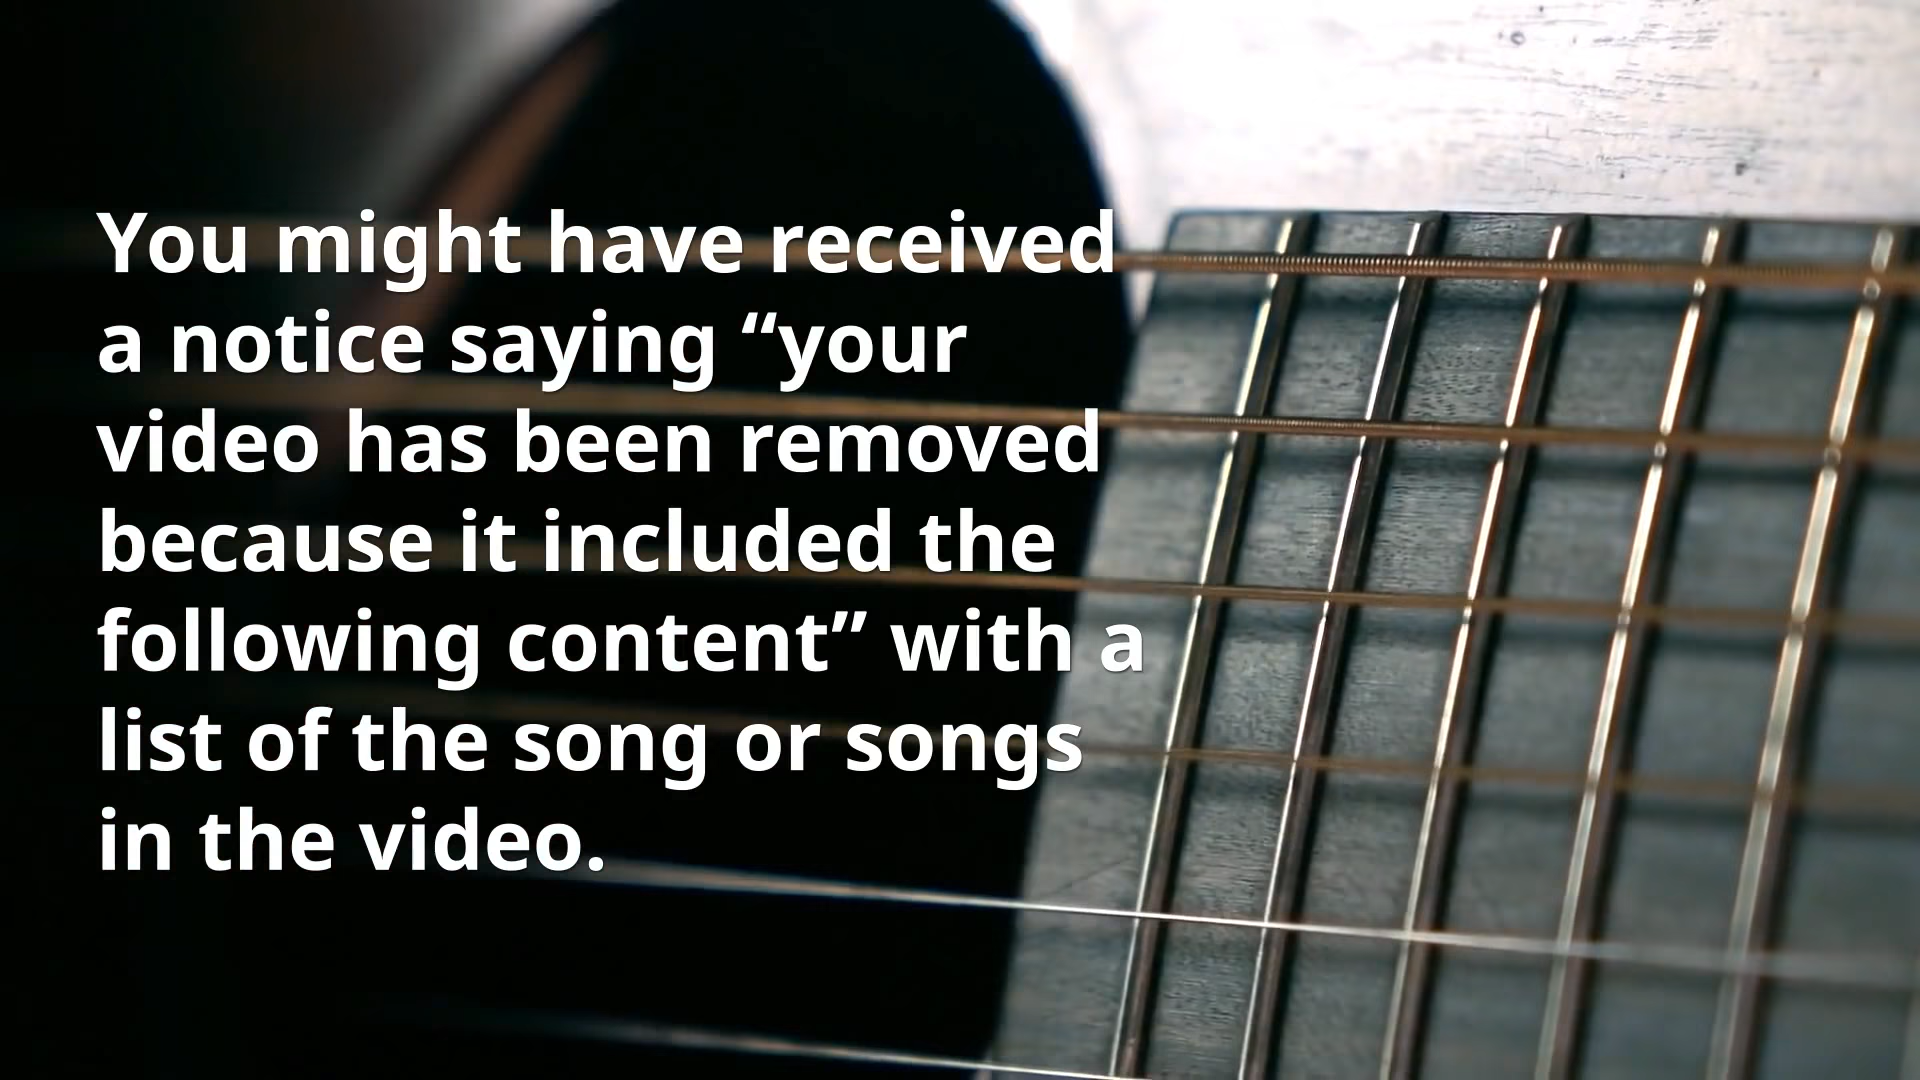 You might have received
a notice saying “your
video has been removed
because it included the
following content” with a
list of the song or songs
in the video.